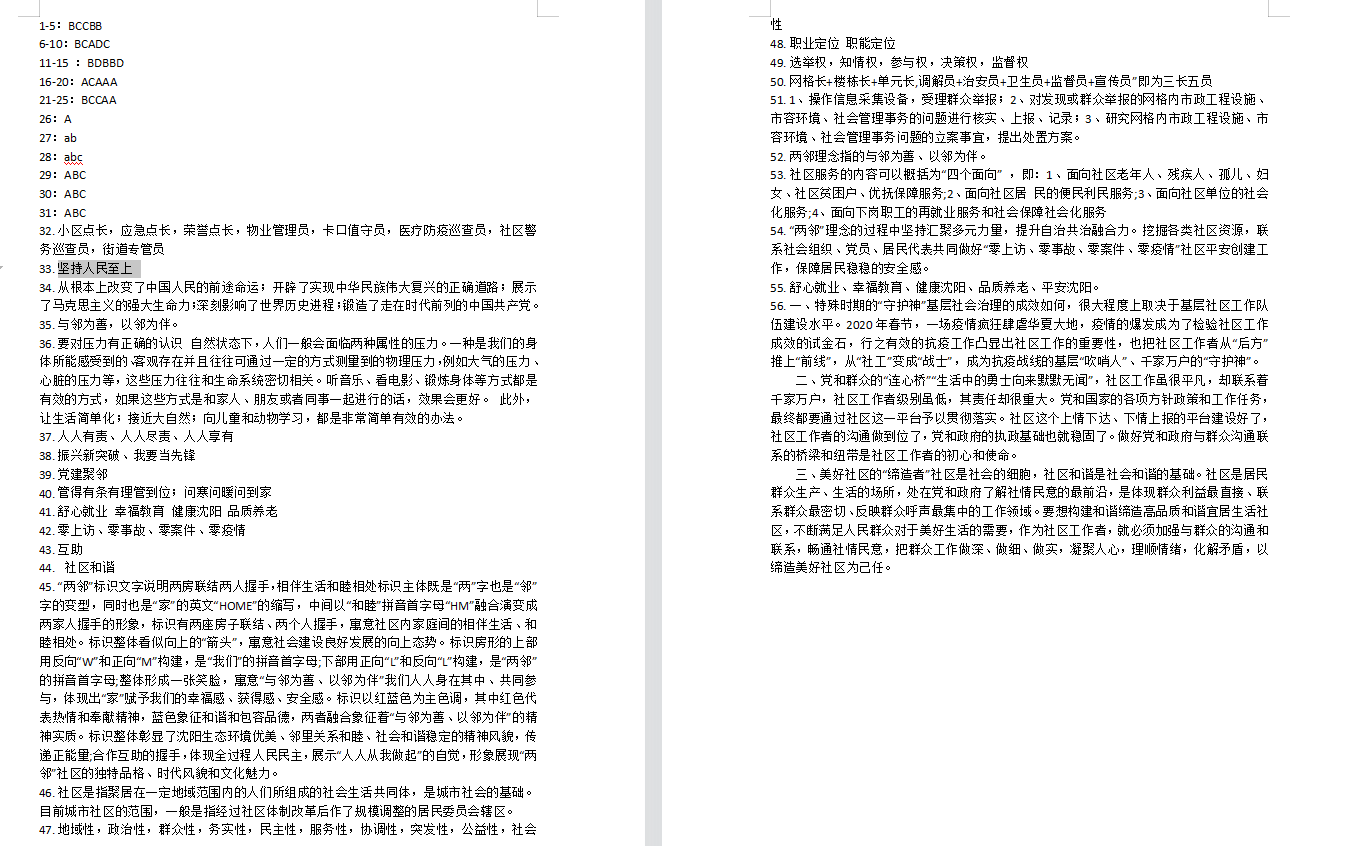 1-5：BCCBB
6-10：BCADC
11-15 ：BDBBD
16-20：ACAAA
21-25：BCCAA
26：A
27：ab
28：abc
29：ABC
30：ABC
31：ABC
32. 小区点长，应急点长，荣誉点长，物业管理员，卡口值守员，医疗防疫巡查员，社区警
务巡查员，街道专管员
33. 坚持人民至上
34. 从根本上改变了中国人民的前途命运；开辟了实现中华民族伟大复兴的正确道路；展示
了马克思主义的强大生命力;深刻影响了世界历史进程;锻造了走在时代前列的中国共产党。
35. 与邻为善，以邻为伴。
36. 要对压力有正确的认识 自然状态下,人们一般会面临两种属性的压力。一种是我们的身
体所能感受到的､客观存在并且往往可通过一定的方式测量到的物理压力,例如大气的压力、
心脏的压力等，这些压力往往和生命系统密切相关。听音乐、看电影、锻炼身体等方式都是
有效的方式，如果这些方式是和家人、朋友或者同事一起进行的话，效果会更好。 此外，
让生活简单化；接近大自然；向儿童和动物学习，都是非常简单有效的办法。
37. 人人有责、人人尽责、人人享有
38. 振兴新突破、我要当先锋
39. 党建聚邻
40. 管得有条有理管到位；问寒问暖问到家
41. 舒心就业 幸福教育 健康沈阳 品质养老
42. 零上访、零事故、零案件、零疫情
43. 互助
44. 社区和谐
45. “两邻”标识文字说明两房联结两人握手,相伴生活和睦相处标识主体既是“两”字也是“邻”
字的变型，同时也是“家”的英文“HOME”的缩写，中间以“和睦”拼音首字母“HM”融合演变成
两家人握手的形象，标识有两座房子联结、两个人握手，寓意社区内家庭间的相伴生活、和
睦相处。标识整体看似向上的“箭头”，寓意社会建设良好发展的向上态势。标识房形的上部
用反向“W”和正向“M”构建，是“我们”的拼音首字母;下部用正向“L”和反向“L”构建，是“两邻”
的拼音首字母;整体形成一张笑脸，寓意“与邻为善、以邻为伴”我们人人身在其中、共同参
与，体现出“家”赋予我们的幸福感、获得感、安全感。标识以红蓝色为主色调，其中红色代
表热情和奉献精神，蓝色象征和谐和包容品德，两者融合象征着“与邻为善、以邻为伴”的精
神实质。标识整体彰显了沈阳生态环境优美、邻里关系和睦、社会和谐稳定的精神风貌，传
递正能量;合作互助的握手,体现全过程人民民主,展示“人人从我做起”的自觉,形象展现“两
邻”社区的独特品格、时代风貌和文化魅力。
46. 社区是指聚居在一定地域范围内的人们所组成的社会生活共同体，是城市社会的基础。
目前城市社区的范围，一般是指经过社区体制改革后作了规模调整的居民委员会辖区。
47. 地域性，政治性，群众性，务实性，民主性，服务性，协调性，突发性，公益性，社会
性
48. 职业定位 职能定位
49. 选举权，知情权，参与权，决策权，监督权
50. 网格长+楼栋长+单元长,调解员+治安员+卫生员+监督员+宣传员”即为三长五员
51. 1、操作信息采集设备，受理群众举报；2、对发现或群众举报的网格内市政工程设施、
市容环境、社会管理事务的问题进行核实、上报、记录；3、研究网格内市政工程设施、市
容环境、社会管理事务问题的立案事宜，提出处置方案。
52. 两邻理念指的与邻为善、以邻为伴。
53. 社区服务的内容可以概括为“四个面向” ，即：1、面向社区老年人、残疾人、孤儿、妇
女、社区贫困户、优抚保障服务;2、面向社区居 民的便民利民服务;3、面向社区单位的社会
化服务;4、面向下岗职工的再就业服务和社会保障社会化服务
54. “两邻”理念的过程中坚持汇聚多元力量，提升自治共治融合力。挖掘各类社区资源，联
系社会组织、党员、居民代表共同做好“零上访、零事故、零案件、零疫情”社区平安创建工
作，保障居民稳稳的安全感。
55. 舒心就业、幸福教育、健康沈阳、品质养老、平安沈阳。
56. 一、特殊时期的“守护神”基层社会治理的成效如何，很大程度上取决于基层社区工作队
伍建设水平。2020 年春节，一场疫情疯狂肆虐华夏大地，疫情的爆发成为了检验社区工作
成效的试金石，行之有效的抗疫工作凸显出社区工作的重要性，也把社区工作者从“后方”
推上“前线”，从“社工”变成“战士”，成为抗疫战线的基层“吹哨人”、千家万户的“守护神”。
二、党和群众的“连心桥”“生活中的勇士向来默默无闻”，社区工作虽很平凡，却联系着
千家万户，社区工作者级别虽低，其责任却很重大。党和国家的各项方针政策和工作任务，
最终都要通过社区这一平台予以贯彻落实。社区这个上情下达、下情上报的平台建设好了，
社区工作者的沟通做到位了，党和政府的执政基础也就稳固了。做好党和政府与群众沟通联
系的桥梁和纽带是社区工作者的初心和使命。
三、美好社区的“缔造者”社区是社会的细胞，社区和谐是社会和谐的基础。社区是居民
群众生产、生活的场所，处在党和政府了解社情民意的最前沿，是体现群众利益最直接、联
系群众最密切､反映群众呼声最集中的工作领域。要想构建和谐缔造高品质和谐宜居生活社
区，不断满足人民群众对于美好生活的需要，作为社区工作者，就必须加强与群众的沟通和
联系，畅通社情民意，把群众工作做深、做细、做实，凝聚人心，理顺情绪，化解矛盾，以
缔造美好社区为己任。